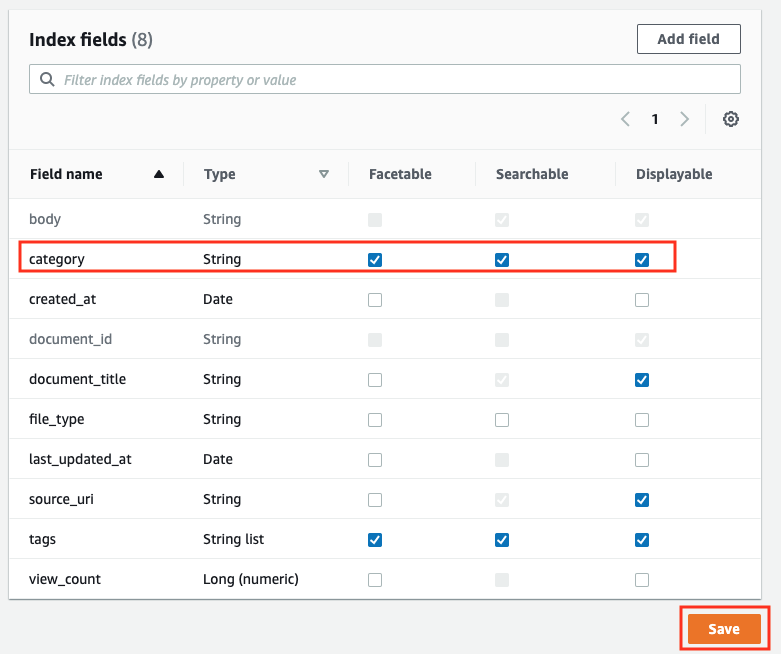 Index fields (8)
Add field
Filter index fields by property or value
1
Field name Type Facetable Searchable Displayable
body String
category String
created_at Date
document_id String
document_title String
file_type String
last_updated_at Date
source_uri String
tags String list
view_count Long (numeric)
Save